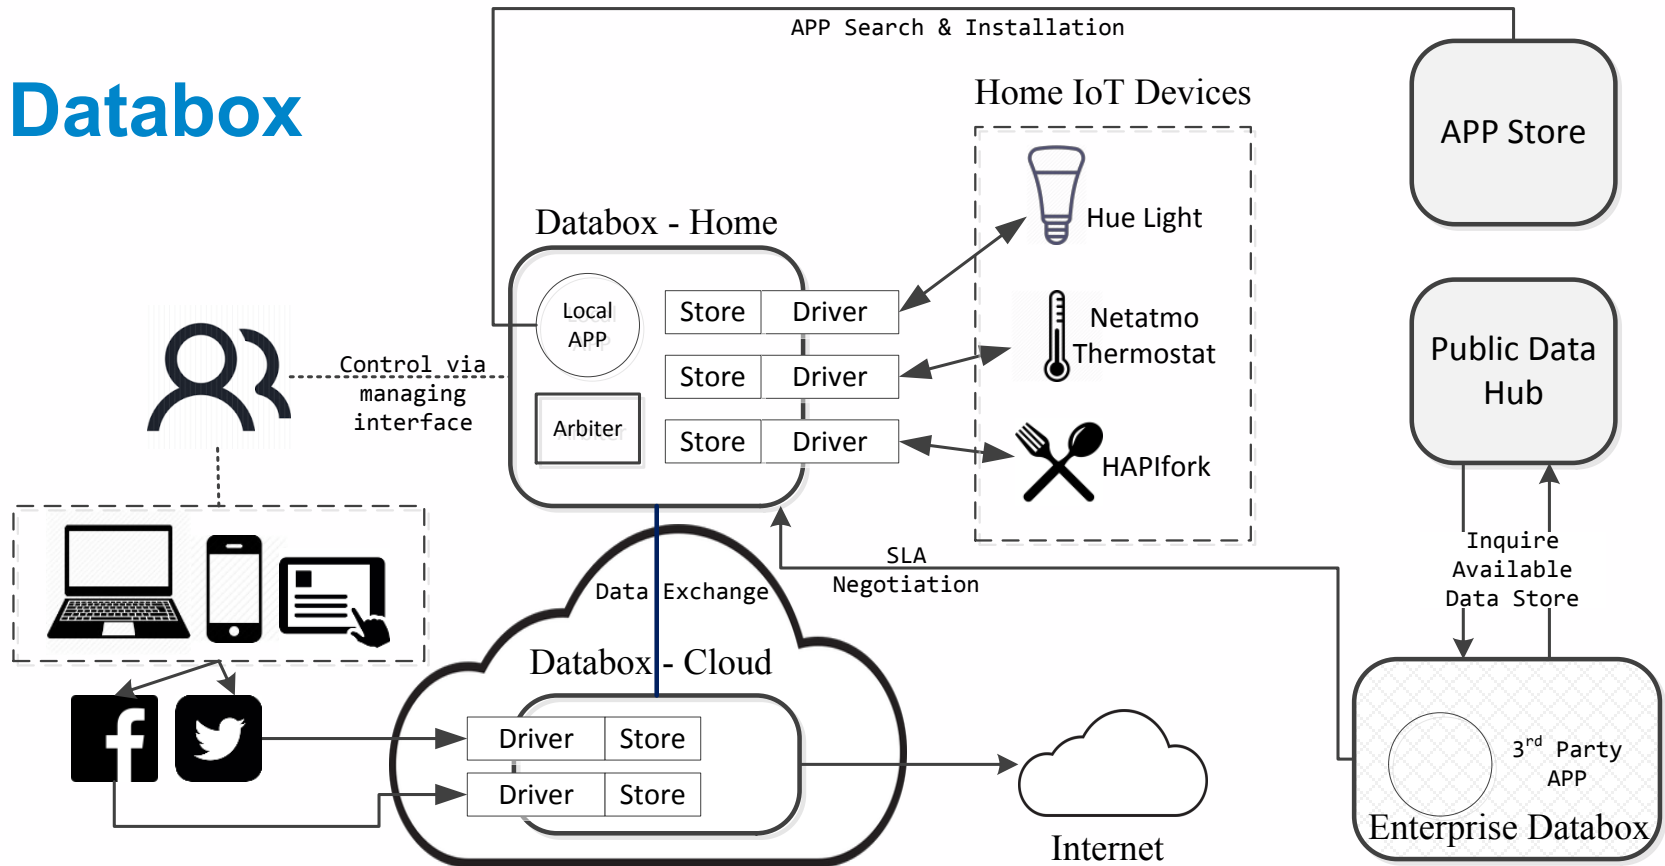 APP Search & Installation
Databox
Home IoT Devices
APP Store
Databox - Home
Hue Light
Local
APP
Store
Driver
Netatmo
Thermostat
Public Data
Hub
Control via
managing
interface
Store
Driver
Arbiter
Store
Driver
HAPIfork
SLA
Negotiation
Inquire
Available
Data Store
Data Exchange
Databox - Cloud
Driver
Store
Driver
Store
3rd Party
APP
Enterprise Databox
Internet